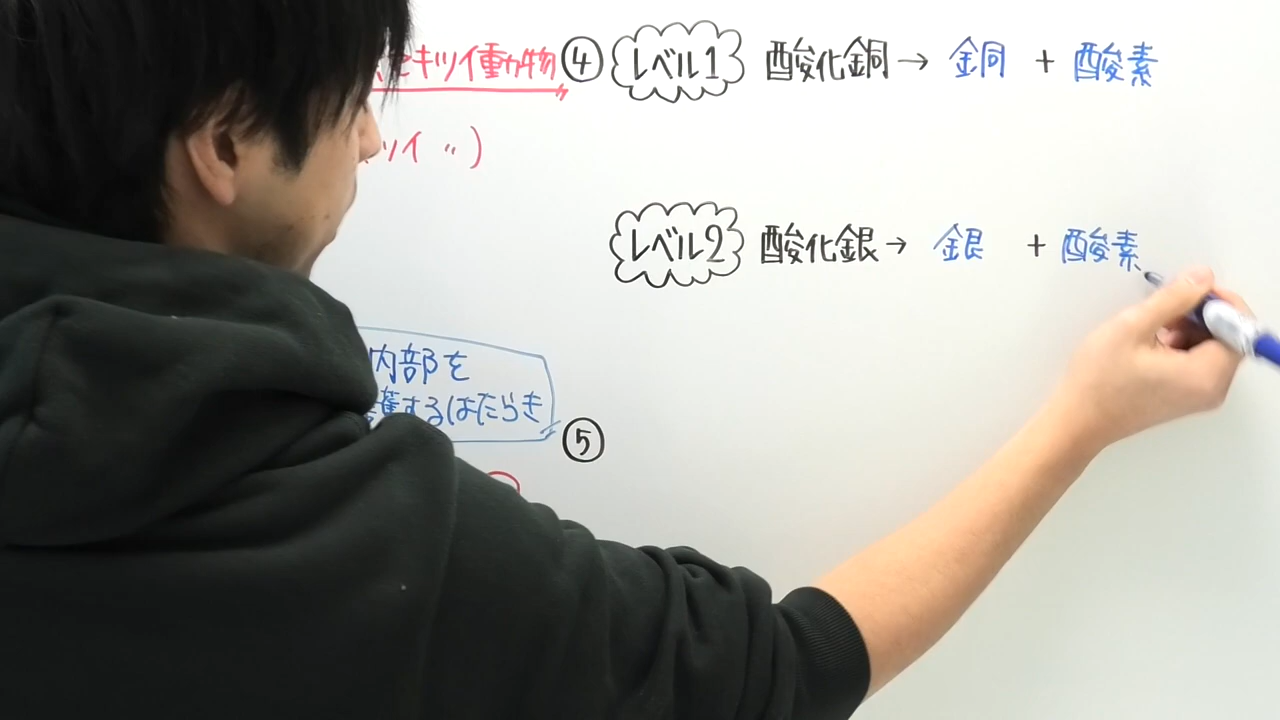 セキツイ動物
ツイ 〃)
内部を
護するはたらき
④ レベル1 酸化銅→ 銅 + 酸素
レベル2 酸化銀→ 銀 + 酸素
⑤